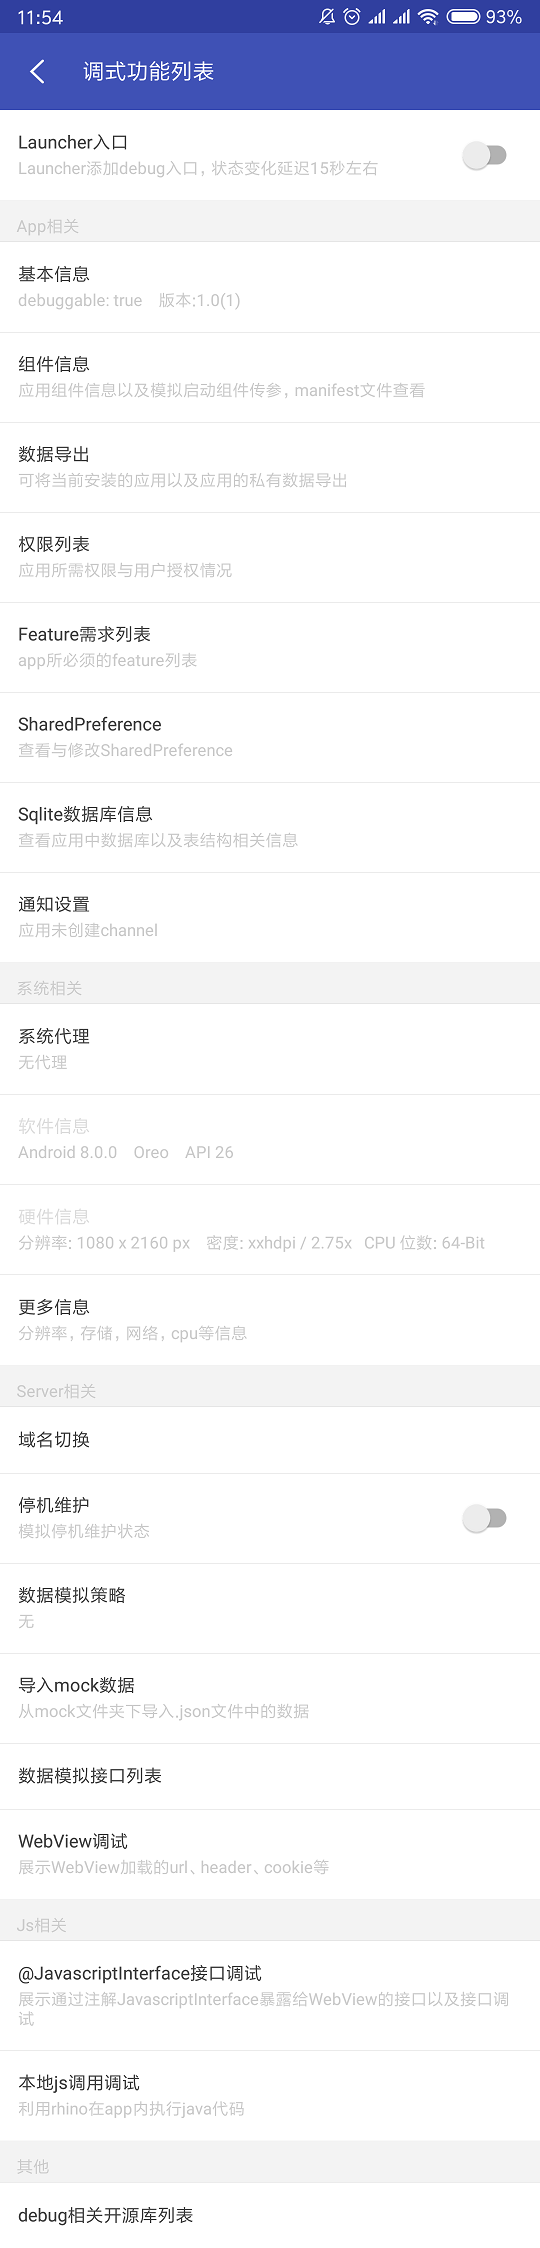 11:54
93%
调式功能列表
Launcher入口
Launcher添加debug入口, 状态变化延迟15秒左右
App相关
基本信息
debuggable: true 版本:1.0(1)
组件信息
应用组件信息以及模拟启动组件传参, manifest文件查看
数据导出
可将当前安装的应用以及应用的私有数据导出
权限列表
应用所需权限与用户授权情况
Feature需求列表
app所必须的feature列表
SharedPreference
查看与修改SharedPreference
Sqlite数据库信息
查看应用中数据库以及表结构相关信息
通知设置
应用未创建channel
系统相关
系统代理
无代理
软件信息
Android 8.0.0 Oreo API 26
硬件信息
分辨率: 1080 x 2160 px 密度: xxhdpi / 2.75x CPU 位数: 64-Bit
更多信息
分辨率, 存储, 网络, cpu等信息
Server相关
域名切换
停机维护
模拟停机维护状态
数据模拟策略
无
导入mock数据
从mock文件夹下导入.json文件中的数据
数据模拟接口列表
WebView调试
展示WebView加载的url、header、cookie等
Js相关
@JavascriptInterface接口调试
展示通过注解JavascriptInterface暴露给WebView的接口以及接口调
试
本地js调用调试
利用rhino在app内执行java代码
其他
debug相关开源库列表